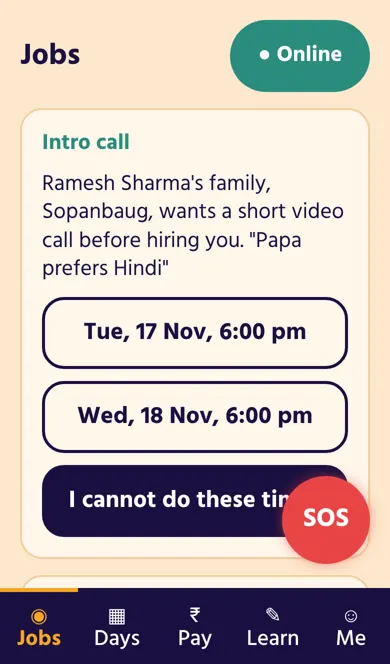 Jobs
● Online
Intro call
Ramesh Sharma's family,
Sopanbaug, wants a short video
call before hiring you. "Papa
prefers Hindi"
Tue, 17 Nov, 6:00 pm
Wed, 18 Nov, 6:00 pm
I cannot do these
SOS
₹
Jobs Days Pay Learn Me